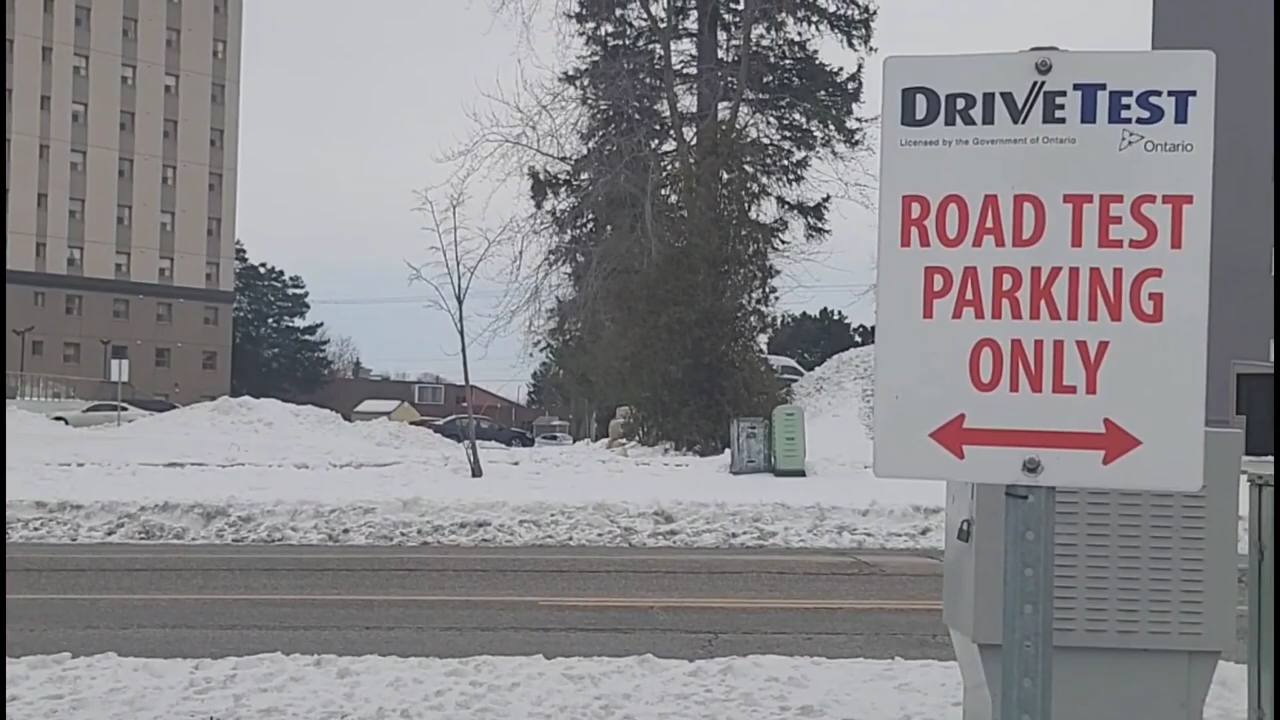 DRIVETEST
Licensed by the Government of Ontario
Ontario
ROAD TEST
PARKING
ONLY